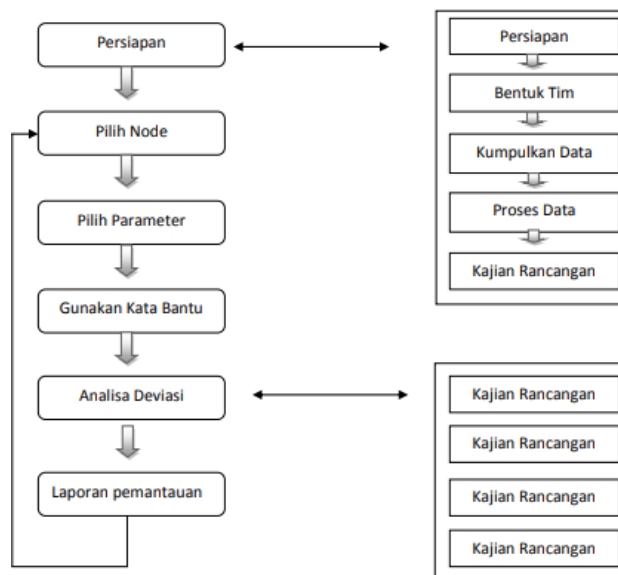 Persiapan
Pilih Node
Pilih Parameter
Gunakan Kata Bantu
Analisa Deviasi
Laporan pemantauan
Persiapan
Bentuk Tim
Kumpulkan Data
Proses Data
Kajian Rancangan
Kajian Rancangan
Kajian Rancangan
Kajian Rancangan
Kajian Rancangan